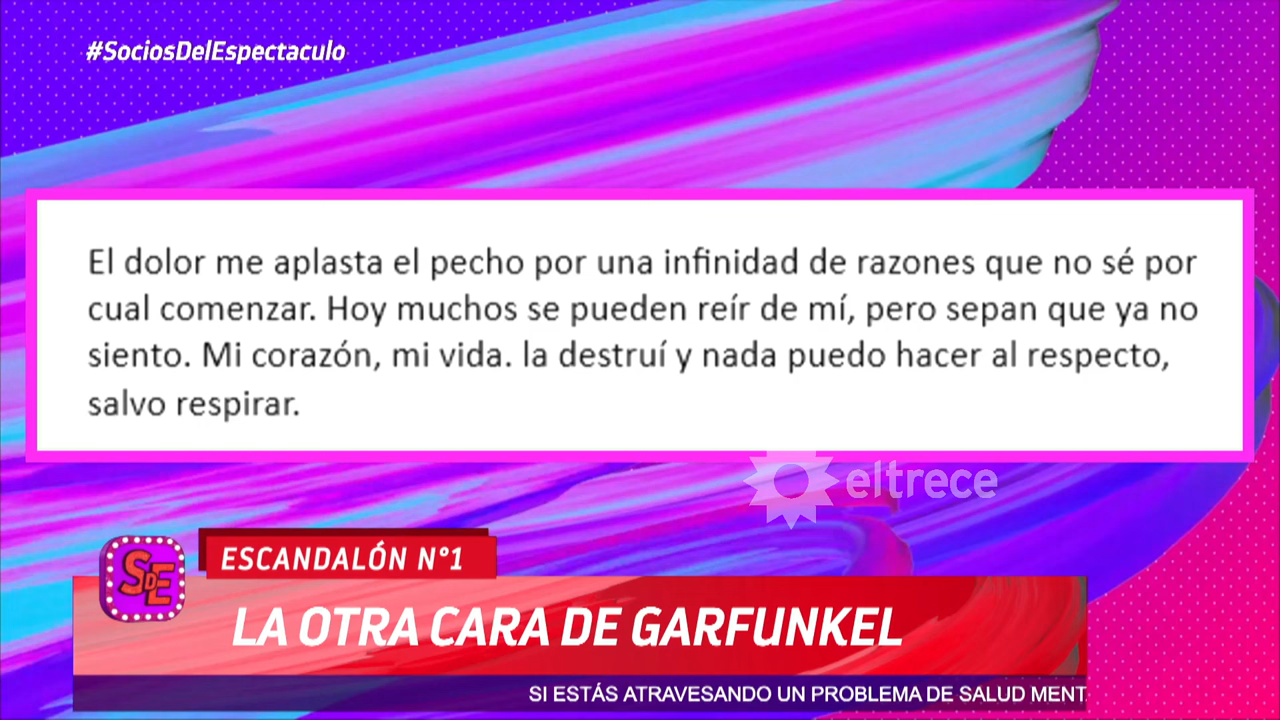 #SociosDelEspectaculo
El dolor me aplasta el pecho por una infinidad de razones que no sé por
cual comenzar. Hoy muchos se pueden reír de mí, pero sepan que ya no
siento. Mi corazón, mi vida. la destruí y nada puedo hacer al respecto,
salvo respirar.
eltrece
ESCANDALÓN N°1
SDE
LA OTRA CARA DE GARFUNKEL
SI ESTÁS ATRAVESANDO UN PROBLEMA DE SALUD MENT